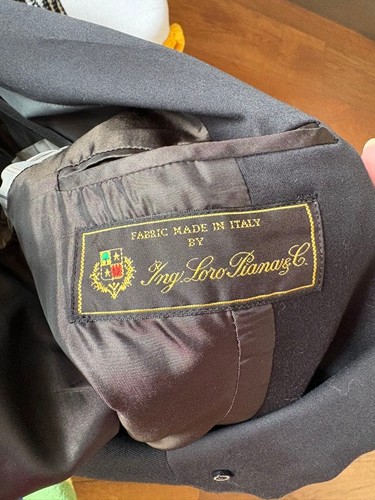 FABRIC MADE IN ITALY
BY
Ing. Loro Piana & C.